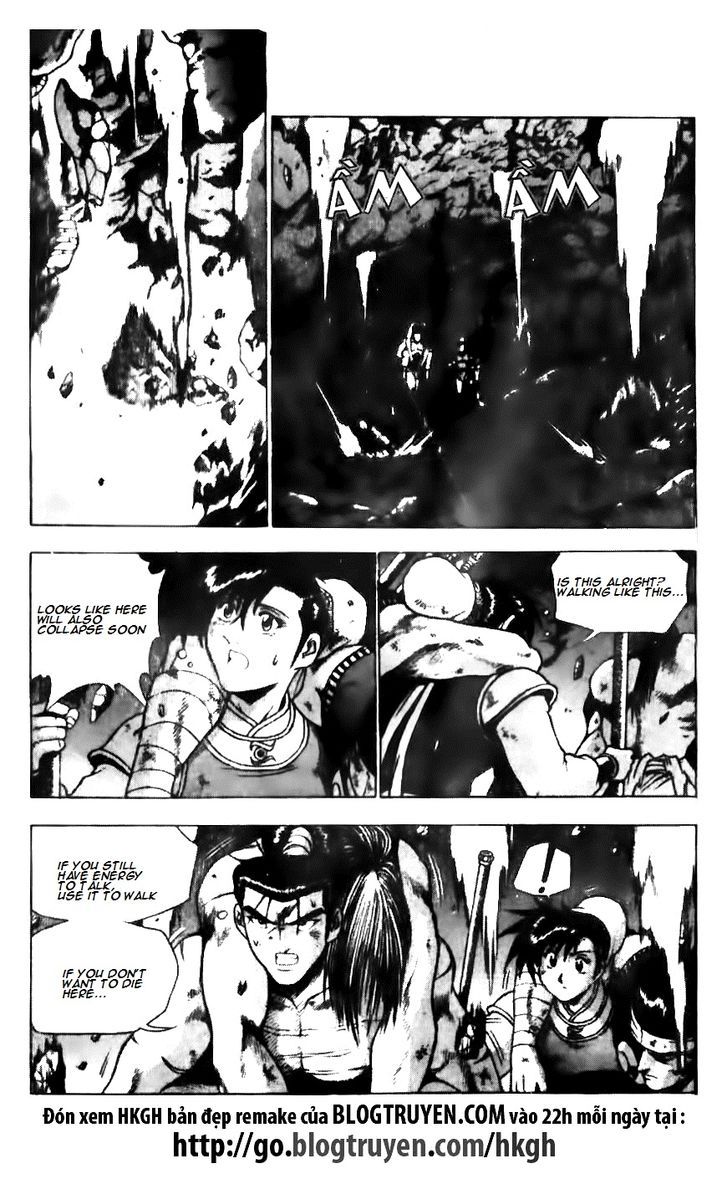 ẦM
ẦM
LOOKS LIKE HERE
WILL ALSO
COLLAPSE SOON
IS THIS ALRIGHT?
WALKING LIKE THIS...
IF YOU STILL
HAVE ENERGY
TO TALK,
USE IT TO WALK
IF YOU DON'T
WANT TO DIE
HERE...
!
Đón xem HKGH bản đẹp remake của BLOGTRUYEN.COM vào 22h mỗi ngày tại :
http://go.blogtruyen.com/hkgh